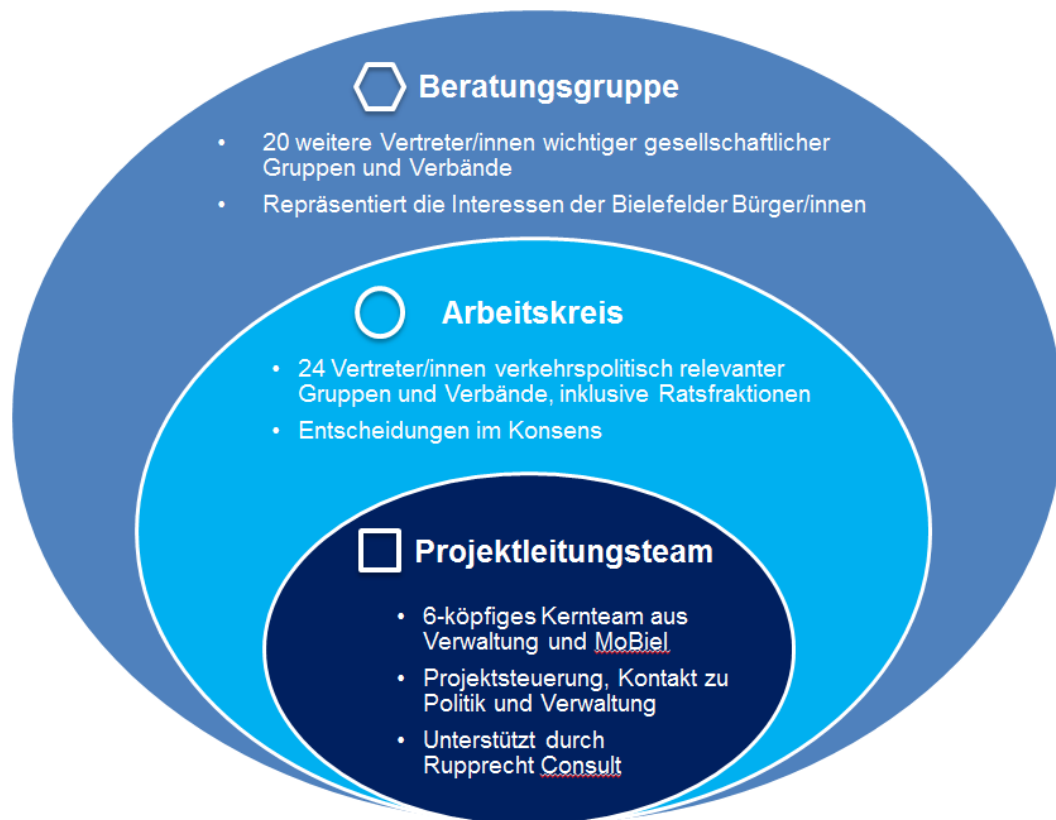 Beratungsgruppe
• 20 weitere Vertreter/innen wichtiger gesellschaftlicher
Gruppen und Verbände
• Repräsentiert die Interessen der Bielefelder Bürger/innen
Arbeitskreis
• 24 Vertreter/innen verkehrspolitisch relevanter
Gruppen und Verbände, inklusive Ratsfraktionen
• Entscheidungen im Konsens
Projektleitungsteam
• 6-köpfiges Kernteam aus
Verwaltung und MoBiel
• Projektsteuerung, Kontakt zu
Politik und Verwaltung
• Unterstützt durch
Rupprecht Consult